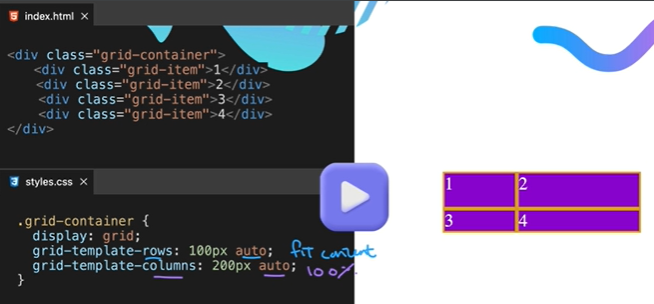 index.html ×
<div class="grid-container">
<div class="grid-item">1</div>
<div class="grid-item">2</div>
<div class="grid-item">3</div>
<div class="grid-item">4</div>
</div>
styles.css ×
.grid-container {
display: grid;
grid-template-rows: 100px auto; fit content
grid-template-columns: 200px auto; 100%
}
1 2
3 4